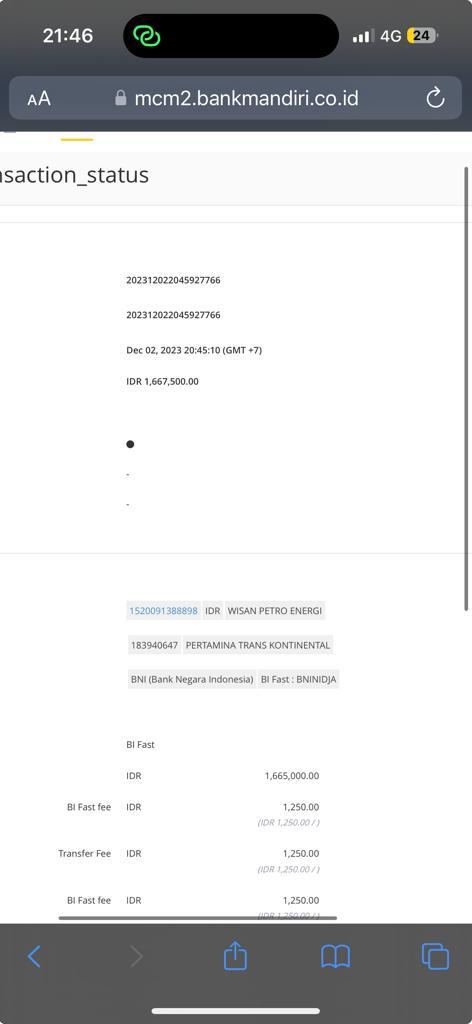 21:46 4G 24
AA mcm2.bankmandiri.co.id
nsaction_status
202312022045927766
202312022045927766
Dec 02, 2023 20:45:10 (GMT +7)
IDR 1,667,500.00
-
-
1520091388898 IDR WISAN PETRO ENERGI
183940647 PERTAMINA TRANS KONTINENTAL
BNI (Bank Negara Indonesia) BI Fast : BNINIDJA
BI Fast
IDR 1,665,000.00
BI Fast fee IDR 1,250.00
(IDR 1,250.00 / )
Transfer Fee IDR 1,250.00
(IDR 1,250.00 / )
BI Fast fee IDR 1,250.00
(IDR 1,250.00 / )